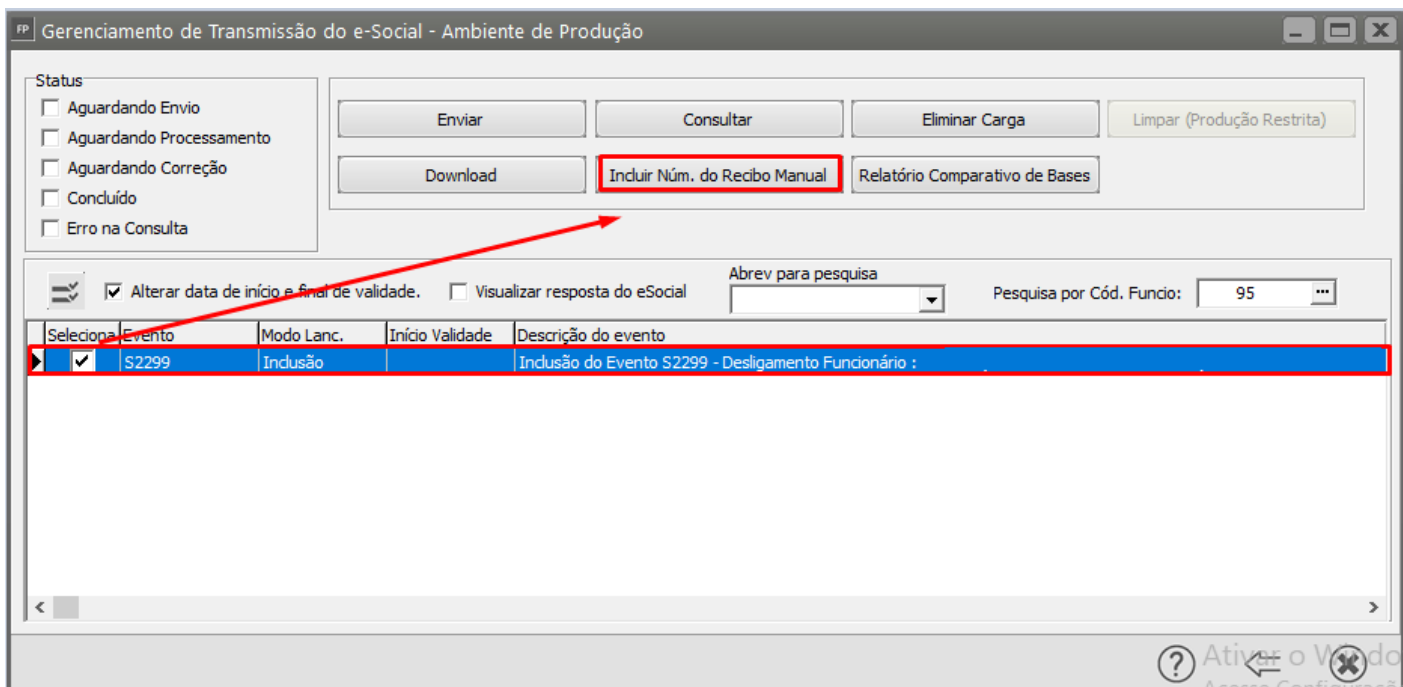 FP Gerenciamento de Transmissão do e-Social - Ambiente de Produção
Status
Aguardando Envio
Aguardando Processamento
Aguardando Correção
Concluído
Erro na Consulta
Enviar Consultar Eliminar Carga Limpar (Produção Restrita)
Download Incluir Núm. do Recibo Manual Relatório Comparativo de Bases
Alterar data de início e final de validade. Visualizar resposta do eSocial Abrev para pesquisa Pesquisa por Cód. Funcio: 95 ...
Seleciona Evento Modo Lanc. Início Validade Descrição do evento
S2299 Inclusão Inclusão do Evento S2299 - Desligamento Funcionário :
? Ativar o